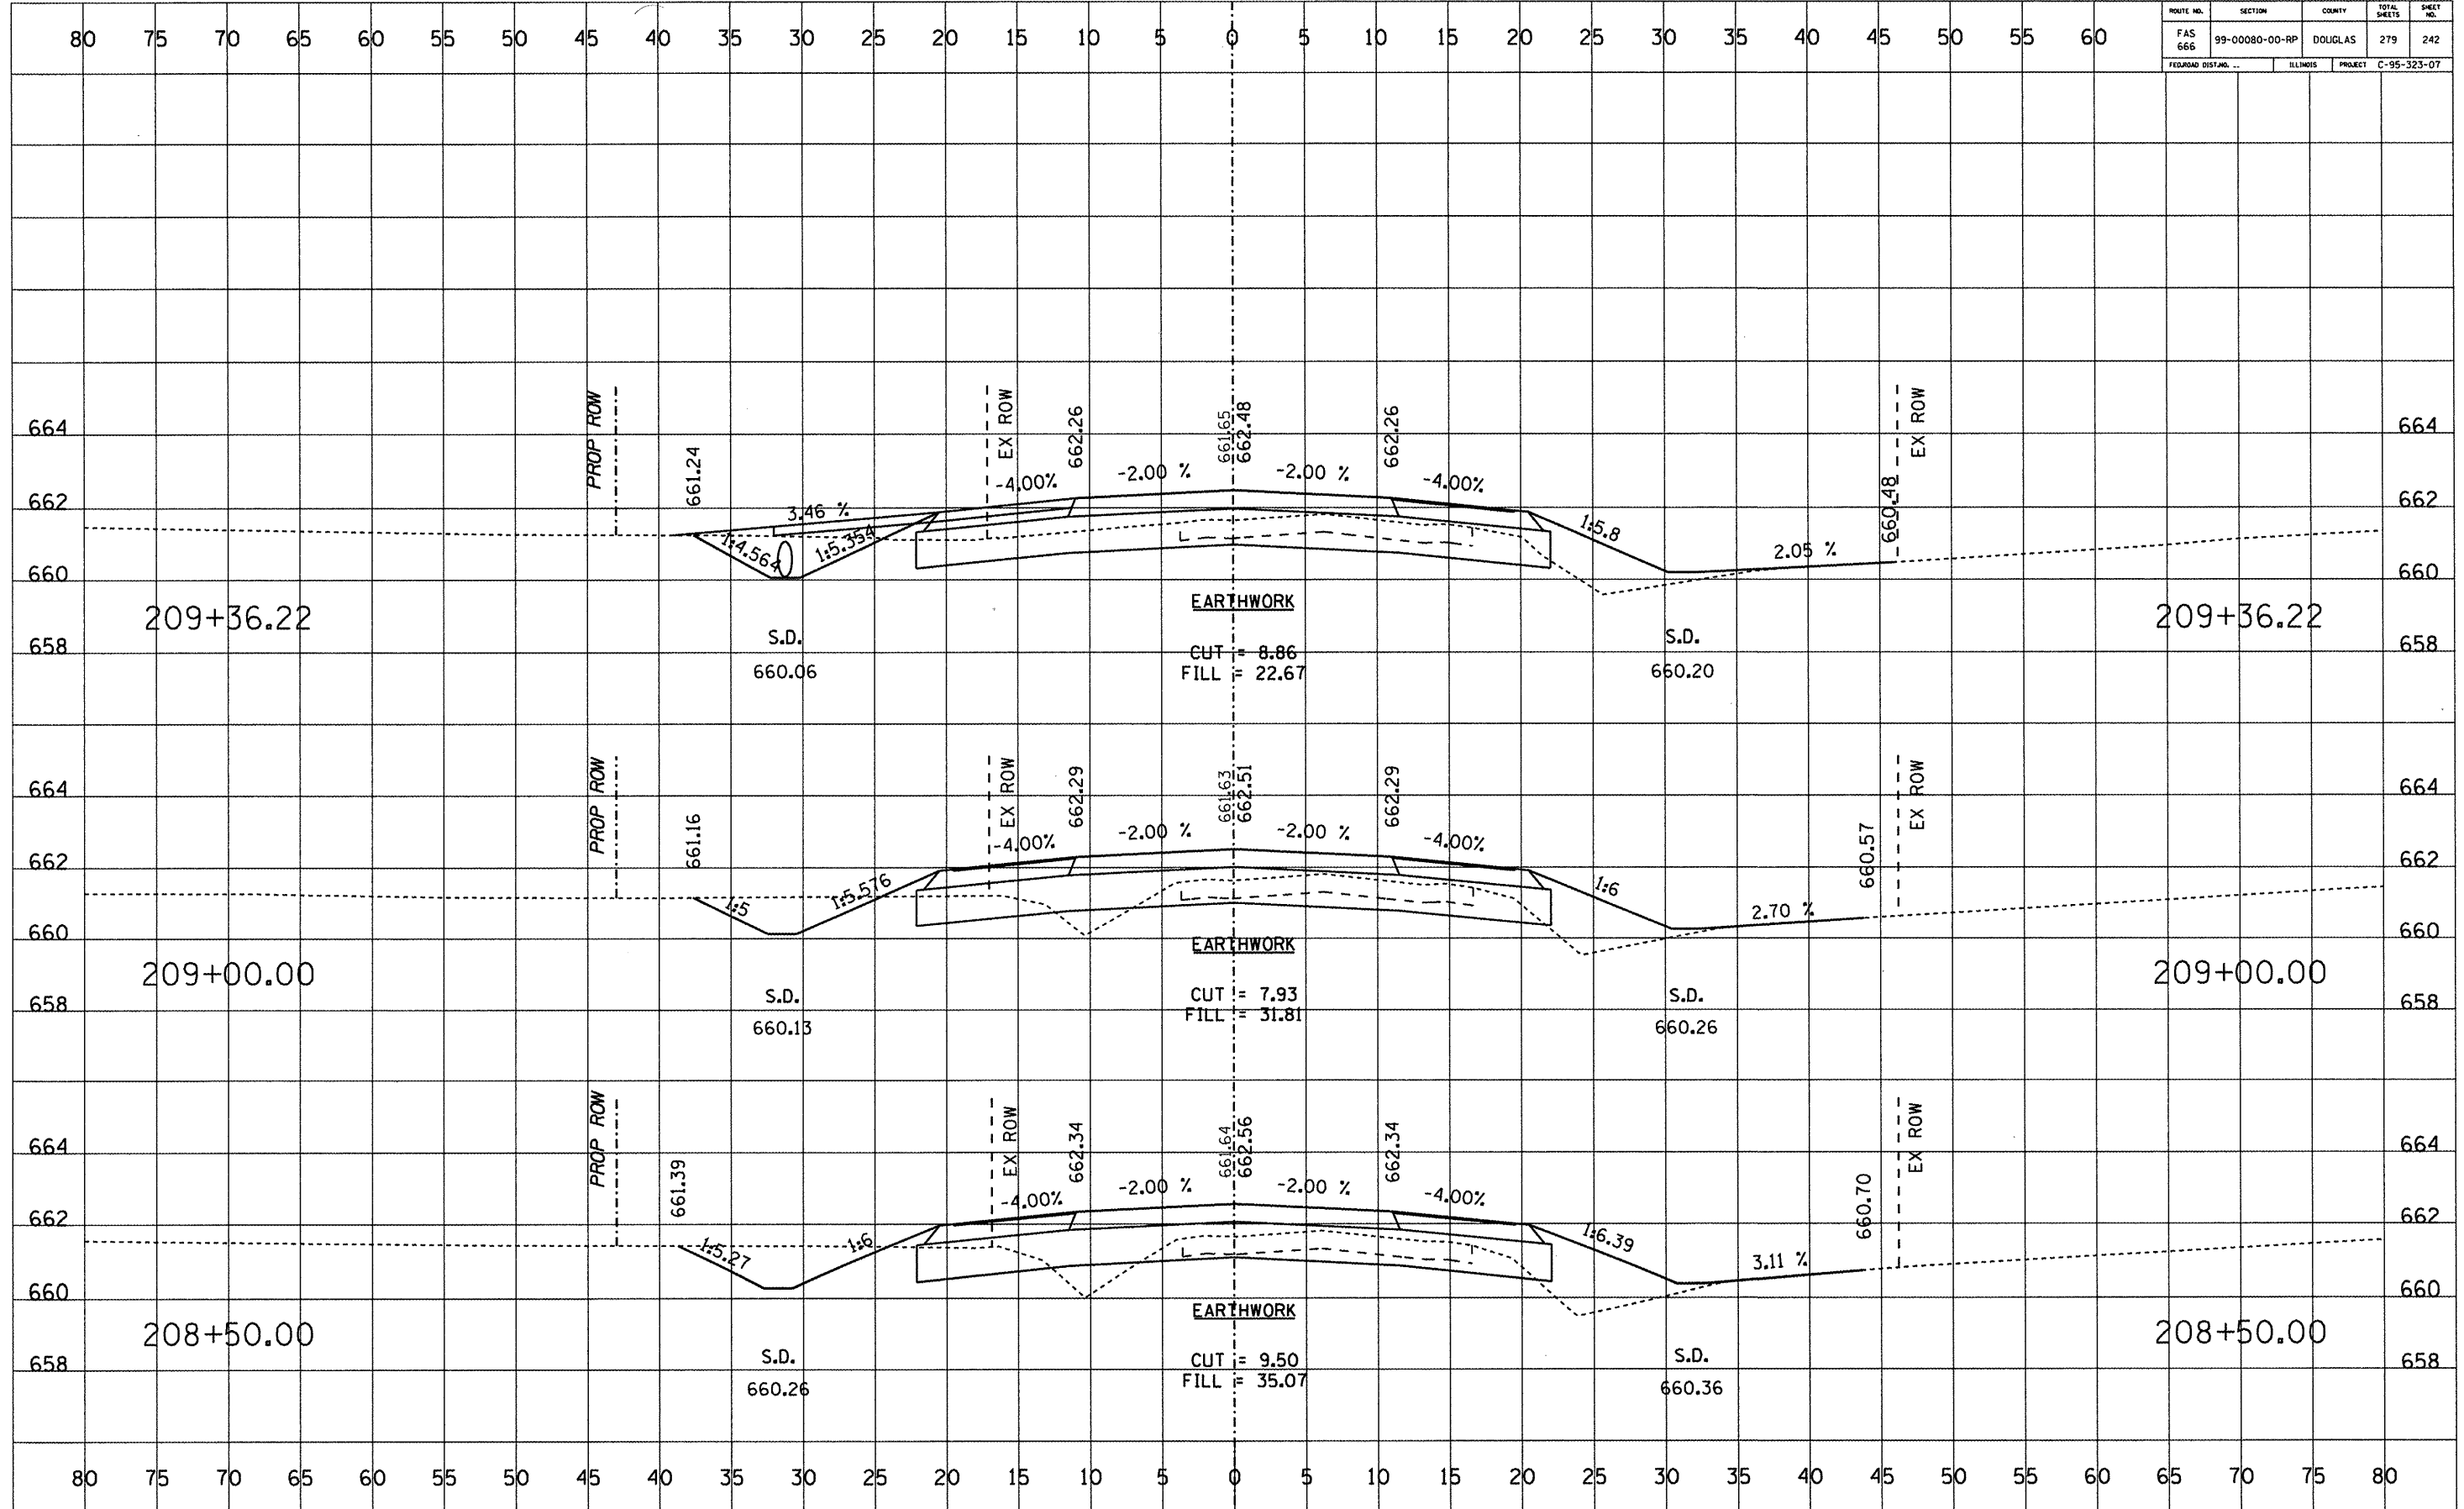 ROUTE NO. SECTION COUNTY TOTAL SHEETS SHEET NO.
FAS 666 99-00080-00-RP DOUGLAS 279 242
FED.ROAD DIST.NO. -- ILLINOIS PROJECT C-95-323-07
80 75 70 65 60 55 50 45 40 35 30 25 20 15 10 5 0 5 10 15 20 25 30 35 40 45 50 55 60
PROP ROW
661.24
EX ROW
662.26
661.65
662.48
662.26
660.48
EX ROW
664 664
3.46 % -4.00% -2.00 % -2.00 % -4.00%
662 662
1:4.564 1:5.354 1:5.8 2.05 %
660 660
209+36.22 EARTHWORK 209+36.22
S.D. S.D.
658 CUT = 8.86 658
660.06 FILL = 22.67 660.20
PROP ROW
661.16
EX ROW
662.29
661.63
662.51
662.29
660.57
EX ROW
664 664
-4.00% -2.00 % -2.00 % -4.00%
662 662
1:5 1:5.576 1:6 2.70 %
660 660
EARTHWORK
209+00.00 209+00.00
S.D. CUT = 7.93 S.D.
658 FILL = 31.81 658
660.13 660.26
PROP ROW
661.39
EX ROW
662.34
661.64
662.56
662.34
660.70
EX ROW
664 664
-4.00% -2.00 % -2.00 % -4.00%
662 662
1:5.27 1:6 1:6.39 3.11 %
660 660
EARTHWORK
208+50.00 208+50.00
S.D. CUT = 9.50 S.D.
658 658
660.26 FILL = 35.07 660.36
80 75 70 65 60 55 50 45 40 35 30 25 20 15 10 5 0 5 10 15 20 25 30 35 40 45 50 55 60 65 70 75 80